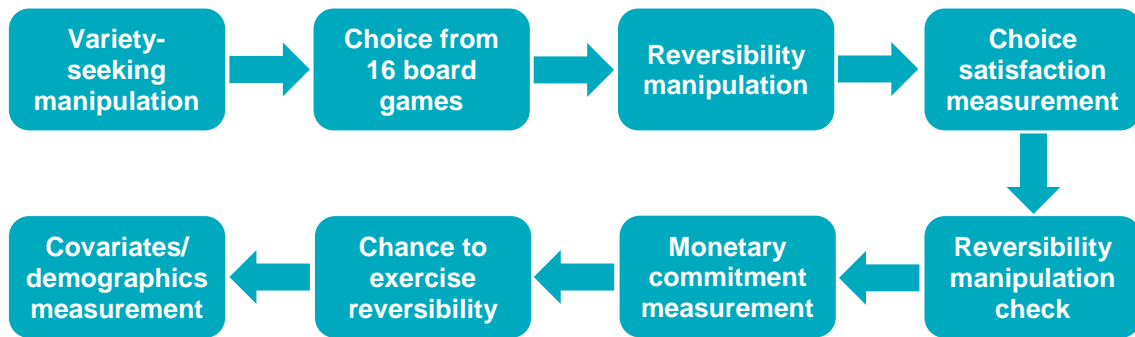 Variety-
seeking
manipulation
Choice from
16 board
games
Reversibility
manipulation
Choice
satisfaction
measurement
Reversibility
manipulation
check
Monetary
commitment
measurement
Chance to
exercise
reversibility
Covariates/
demographics
measurement